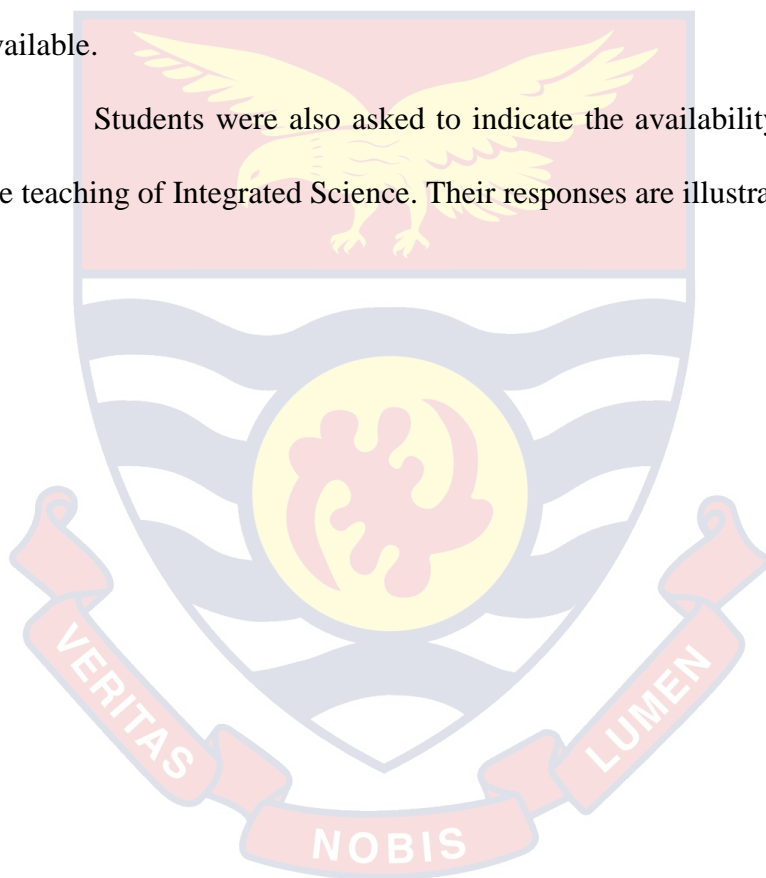 vailable.
Students were also asked to indicate the availability
e teaching of Integrated Science. Their responses are illustra
VERITAS
NOBIS
LUMEN